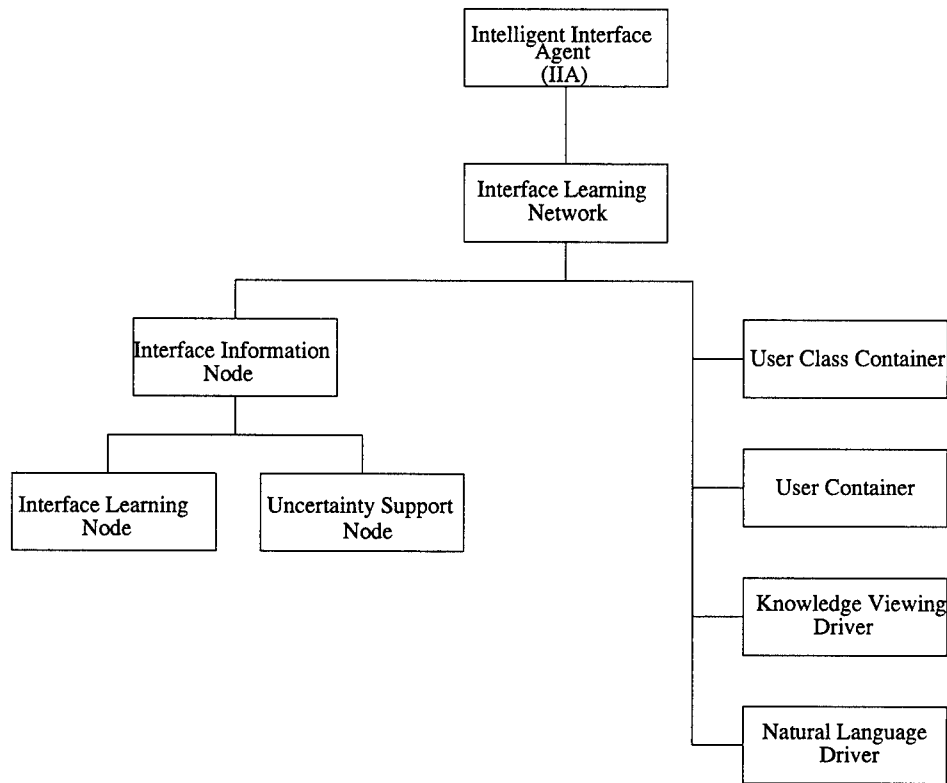 Intelligent Interface
Agent
(IIA)
Interface Learning
Network
Interface Information
Node
User Class Container
Interface Learning
Node
Uncertainty Support
Node
User Container
Knowledge Viewing
Driver
Natural Language
Driver